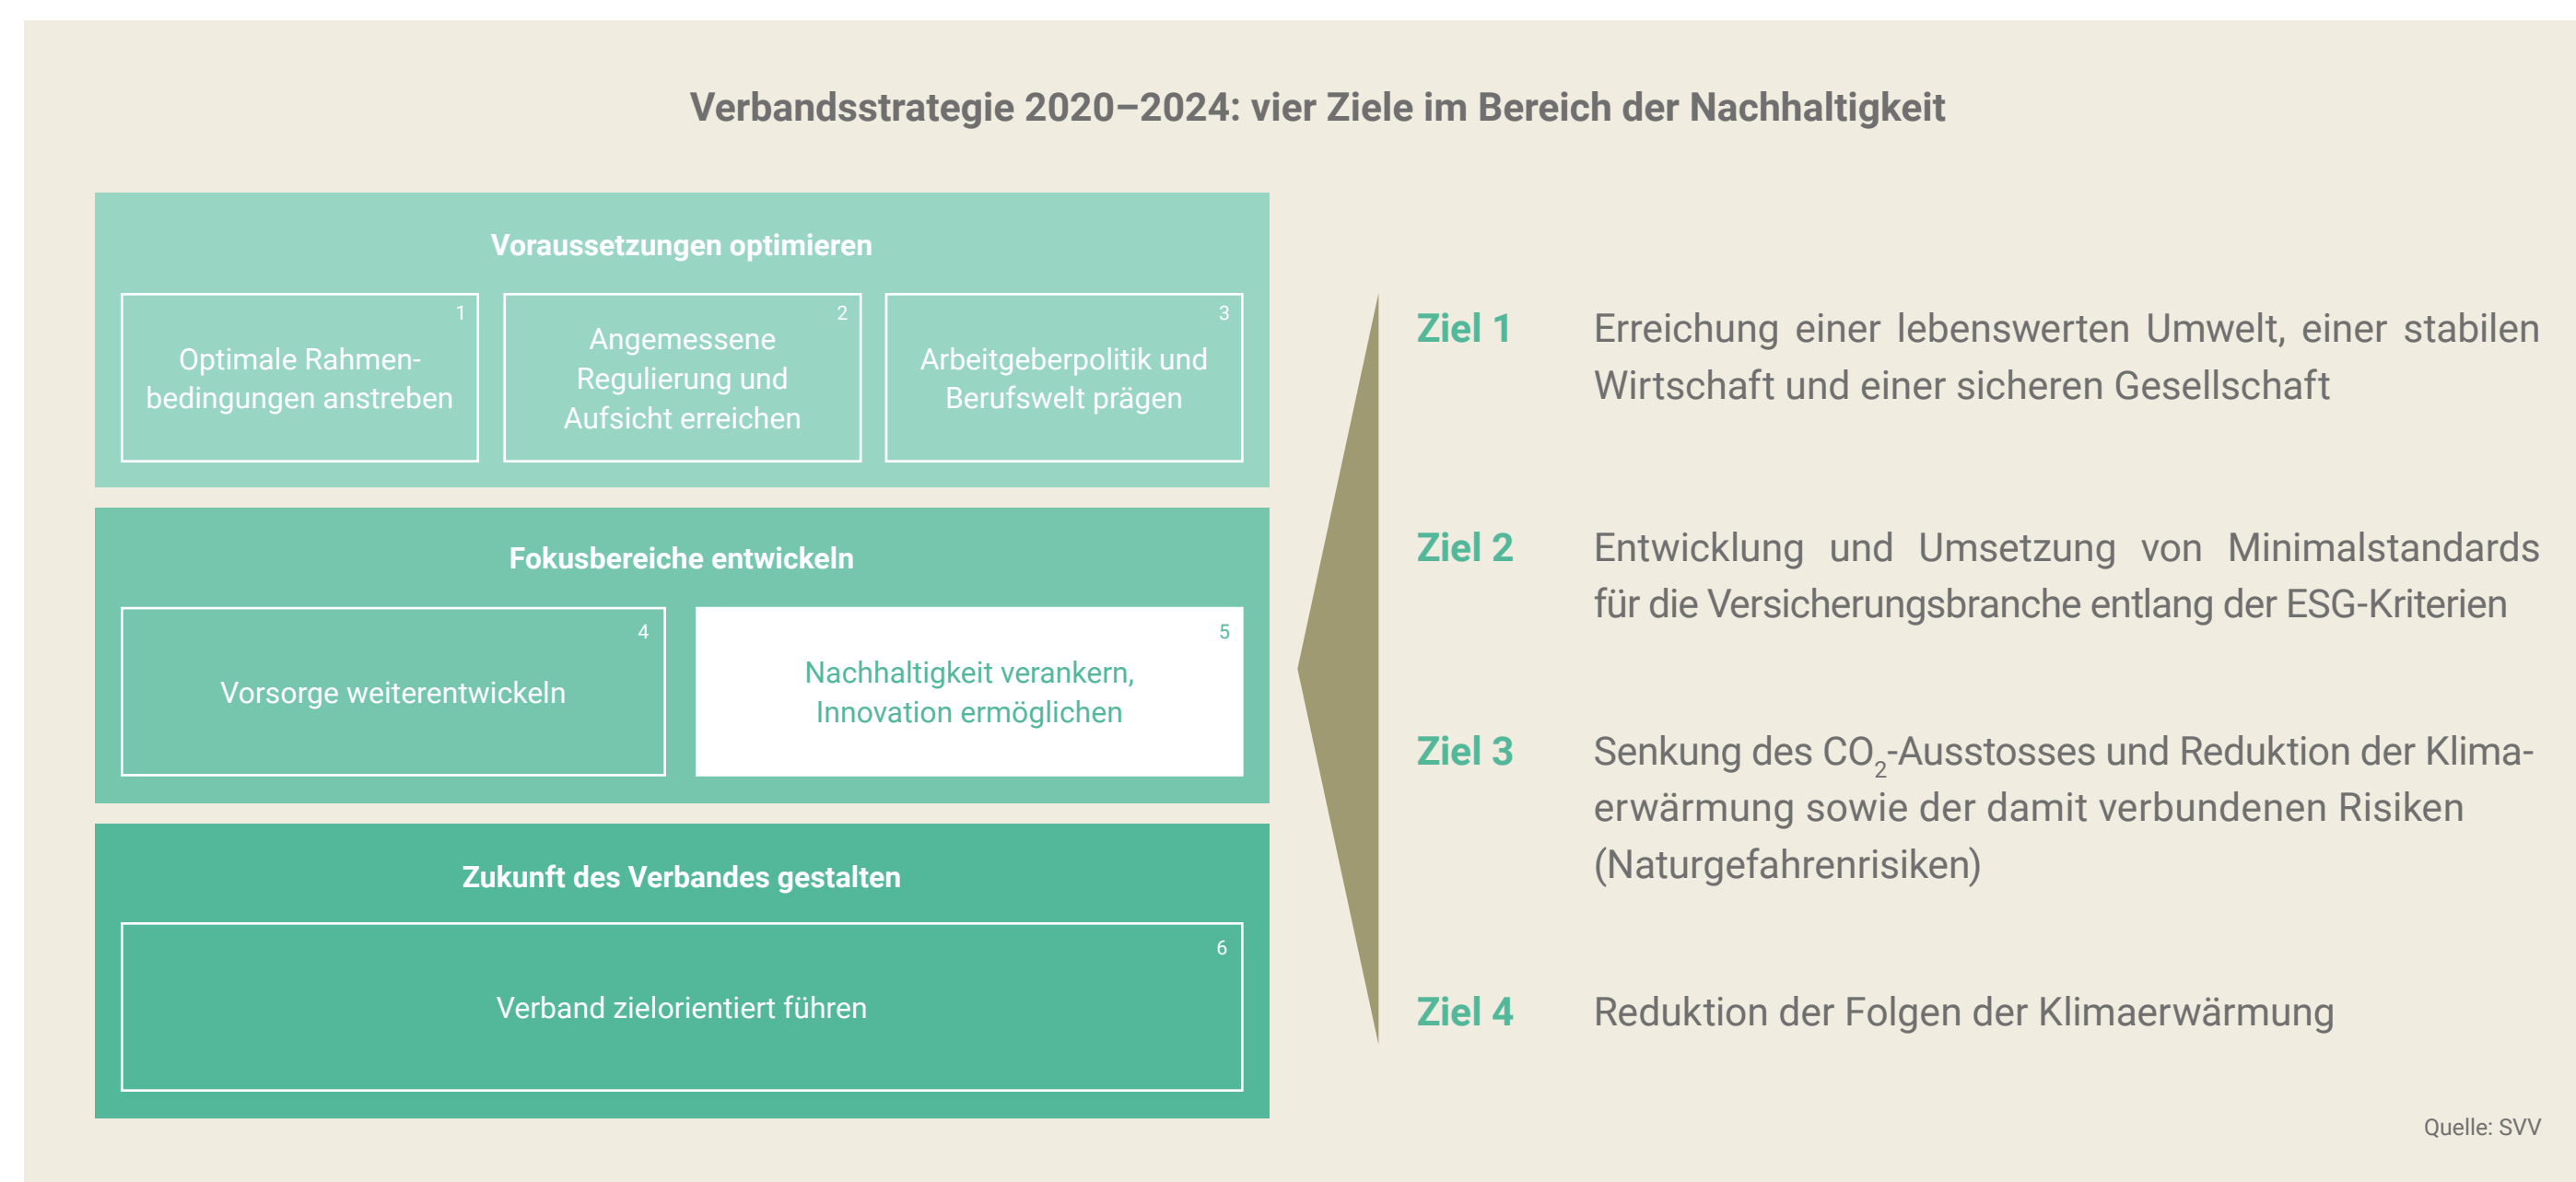 Verbandsstrategie 2020–2024: vier Ziele im Bereich der Nachhaltigkeit
Voraussetzungen optimieren
1
Optimale Rahmen-
bedingungen anstreben
2
Angemessene
Regulierung und
Aufsicht erreichen
3
Arbeitgeberpolitik und
Berufswelt prägen
Fokusbereiche entwickeln
4
Vorsorge weiterentwickeln
5
Nachhaltigkeit verankern,
Innovation ermöglichen
Zukunft des Verbandes gestalten
6
Verband zielorientiert führen
Ziel 1
Erreichung einer lebenswerten Umwelt, einer stabilen
Wirtschaft und einer sicheren Gesellschaft
Ziel 2
Entwicklung und Umsetzung von Minimalstandards
für die Versicherungsbranche entlang der ESG-Kriterien
Ziel 3
Senkung des CO₂-Ausstosses und Reduktion der Klima-
erwärmung sowie der damit verbundenen Risiken
(Naturgefahrenrisiken)
Ziel 4
Reduktion der Folgen der Klimaerwärmung
Quelle: SVV